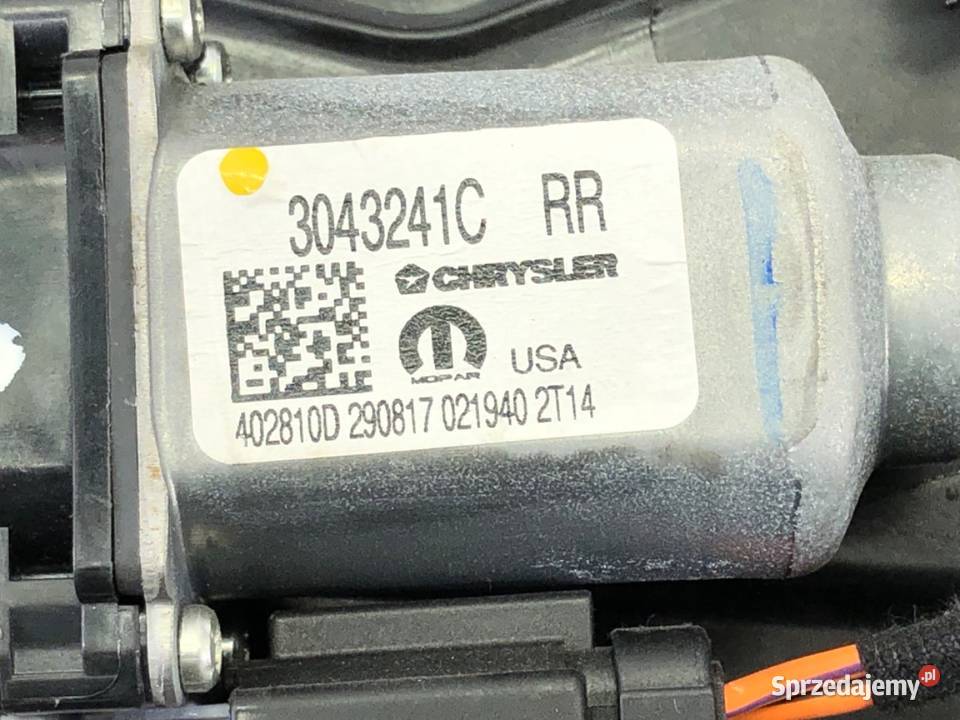 3043241C RR
CHRYSLER
MOPAR USA
402810D 290817 021940 2T14
Sprzedajemy.pl